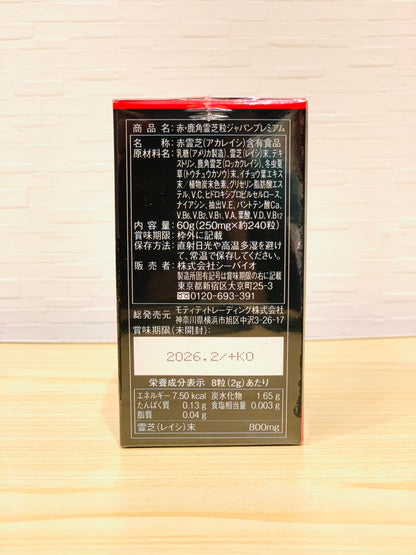 商品名：赤・鹿角霊芝粒ジャパンプレミアム
名称：赤霊芝(アカレイシ)含有食品
原材料名：乳糖(アメリカ製造)、霊芝(レイシ)末、デキ
ストリン、鹿角霊芝(ロッカクレイシ)、冬虫夏
草(トウチュウカソウ)末、イチョウ葉エキス
末／植物炭末色素、グリセリン脂肪酸エス
テル、V.C、ヒドロキシプロピルセルロース、
ナイアシン、抽出V.E、パントテン酸Ca、
V.B6、V.B2、V.B1、V.A、葉酸、V.D、V.B12
内容量：60g(250mg×約240粒)
賞味期限：枠外に記載
保存方法：直射日光や高温多湿を避け
て、常温で保存してください。
販売者：株式会社シーバイオ
製造所固有記号は賞味期限の右に記載
東京都新宿区大京町25-3
0120-693-391
総発売元 モティティトレーディング株式会社
神奈川県横浜市旭区中沢3-26-17
賞味期限(未開封)：
2026.2/+KO
栄養成分表示 8粒(2g)あたり
エネルギー 7.50 kcal 炭水化物 1.65 g
たんぱく質 0.13 g 食塩相当量 0.003 g
脂質 0.04 g
霊芝(レイシ)末 800mg